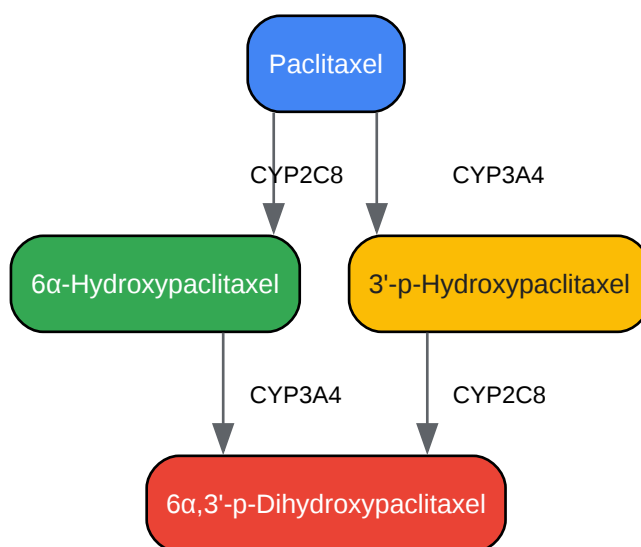 Paclitaxel
CYP2C8
CYP3A4
6α-Hydroxypaclitaxel
3'-p-Hydroxypaclitaxel
CYP3A4
CYP2C8
6α,3'-p-Dihydroxypaclitaxel